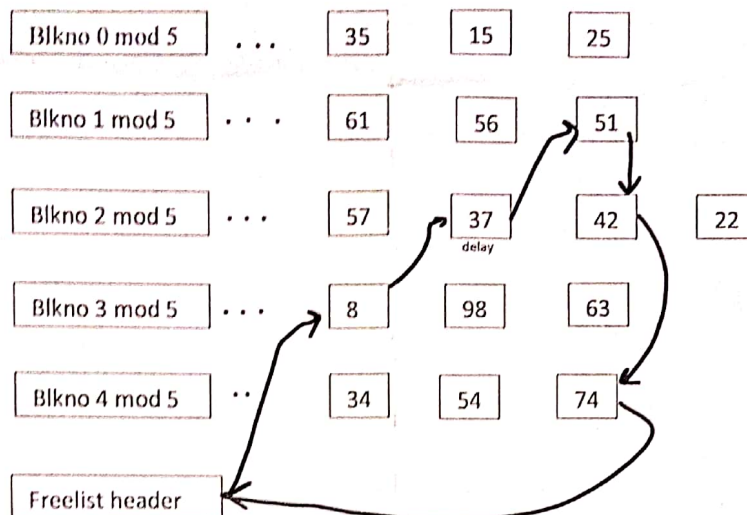 Blkno 0 mod 5 ... 35 15 25
Blkno 1 mod 5 ... 61 56 51
Blkno 2 mod 5 ... 57 37 42 22
delay
Blkno 3 mod 5 ... 8 98 63
Blkno 4 mod 5 .. 34 54 74
Freelist header